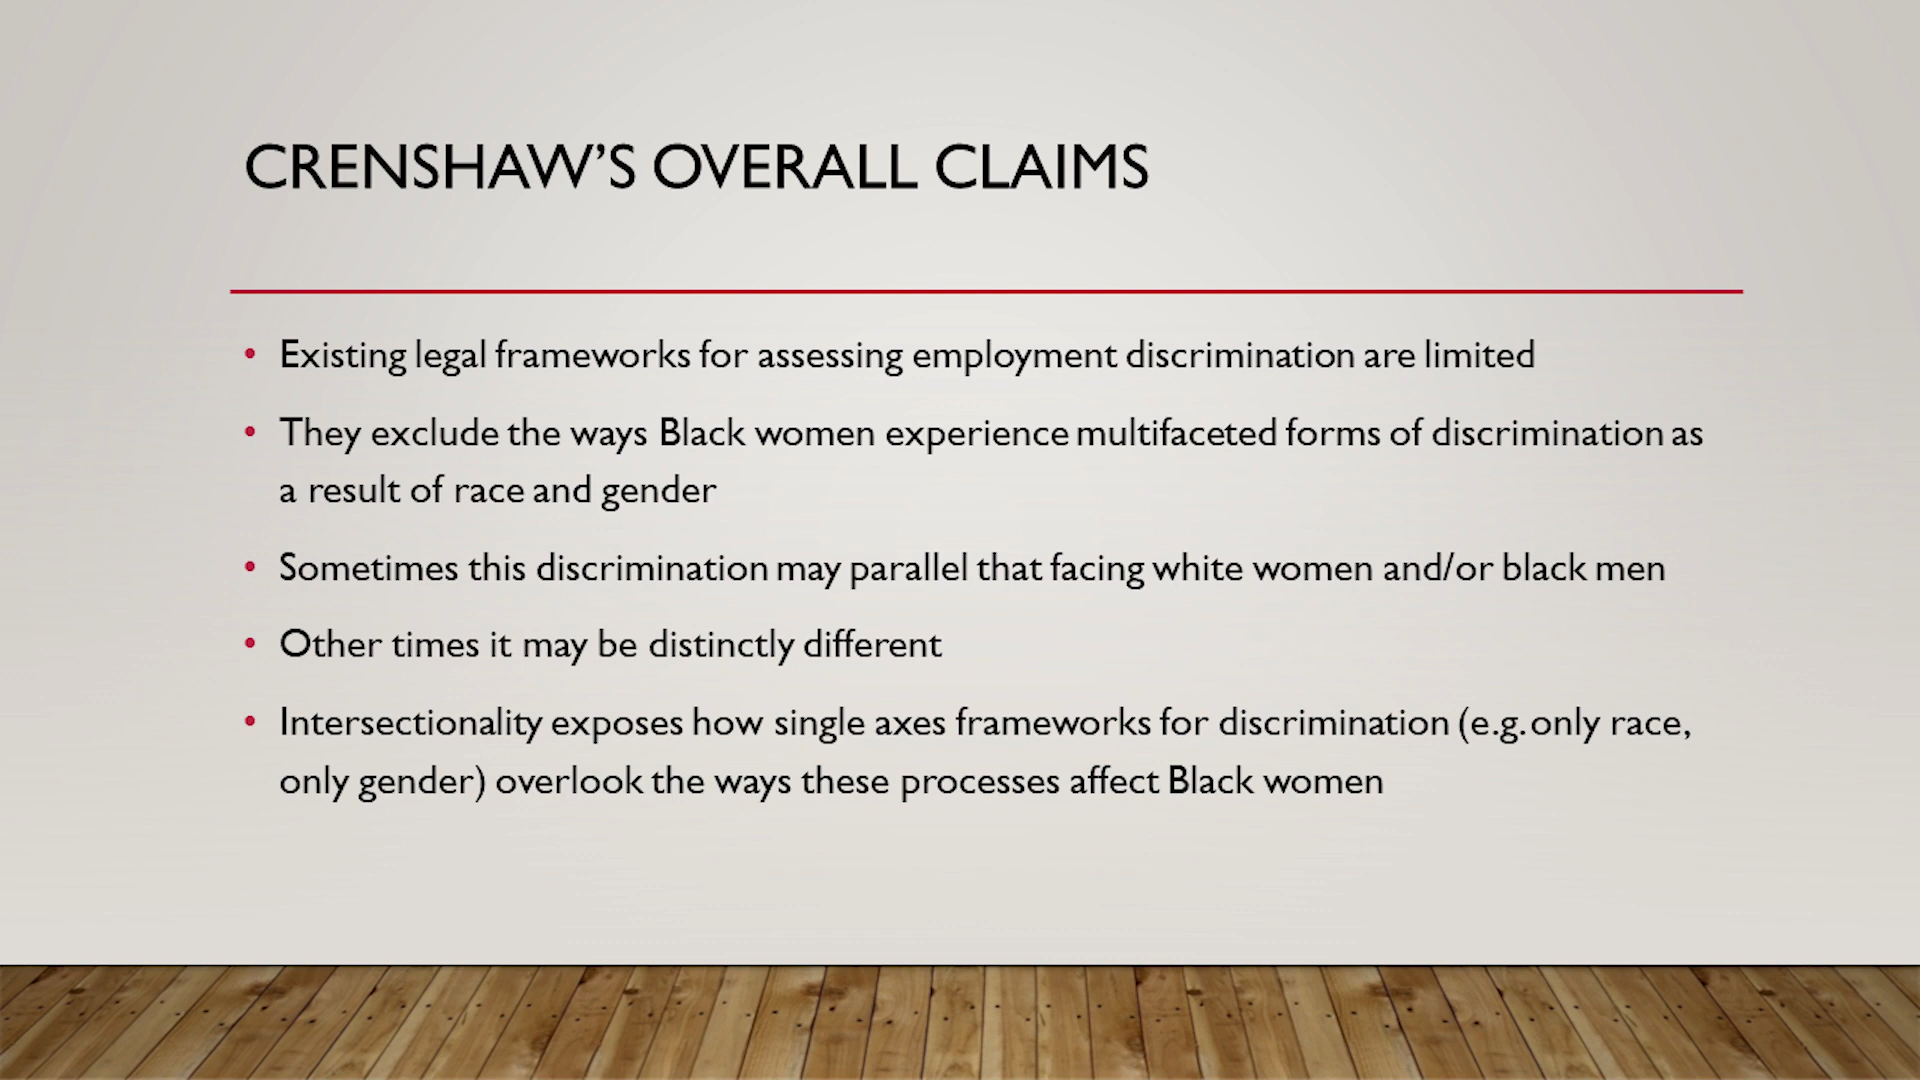 CRENSHAW'S OVERALL CLAIMS
• Existing legal frameworks for assessing employment discrimination are limited
• They exclude the ways Black women experience multifaceted forms of discrimination as
a result of race and gender
• Sometimes this discrimination may parallel that facing white women and/or black men
• Other times it may be distinctly different
• Intersectionality exposes how single axes frameworks for discrimination (e.g. only race,
only gender) overlook the ways these processes affect Black women